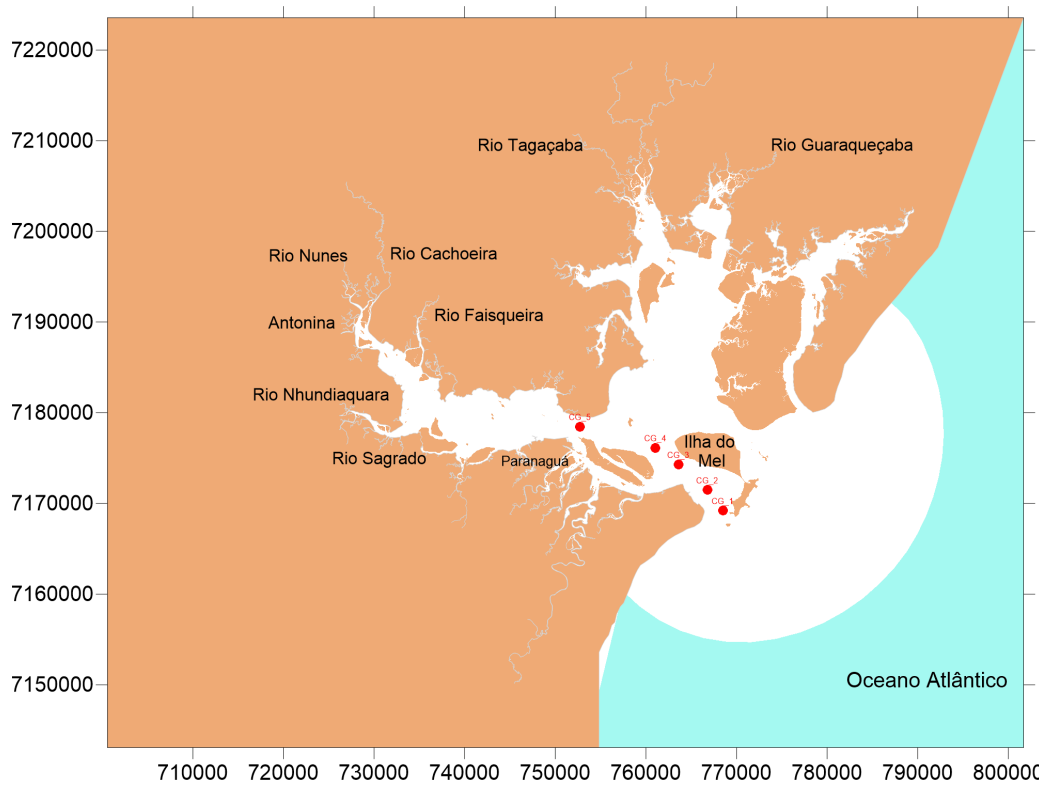 7220000
7210000
Rio Tagaçaba
Rio Guaraqueçaba
7200000
Rio Nunes
Rio Cachoeira
7190000
Antonina
Rio Faisqueira
7180000
Rio Nhundiaquara
CG_5
CG_4
Ilha do
Mel
Rio Sagrado
Paranaguá
CG_3
CG_2
7170000
CG_1
7160000
7150000
Oceano Atlântico
710000 720000 730000 740000 750000 760000 770000 780000 790000 800000